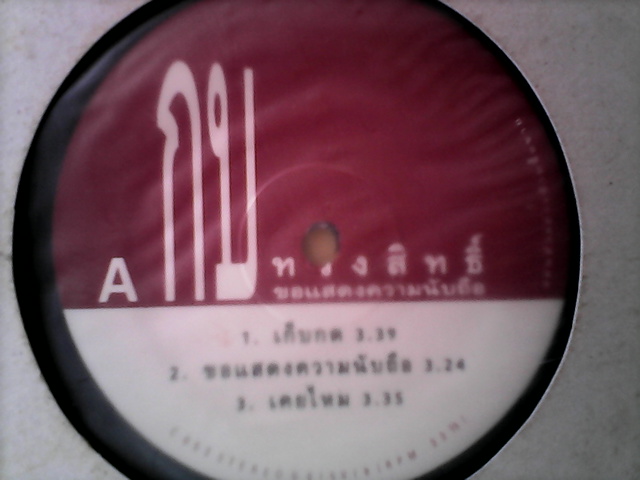 กบ
A
ทรงสิทธิ์
ขอแสดงความนับถือ
1. เก็บกด 3.39
2. ขอแสดงความนับถือ 3.24
3. เคยไหม 3.35